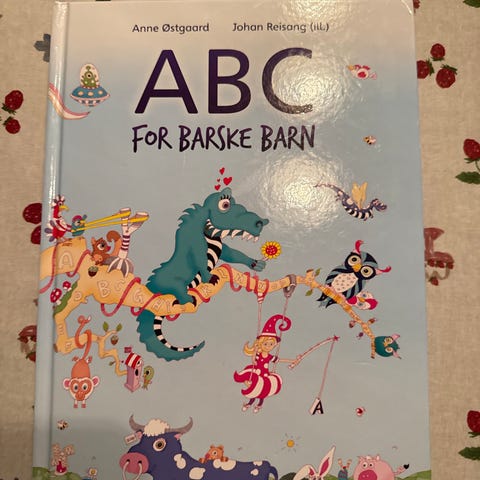 Anne Østgaard Johan Reisang (ill.)
ABC
FOR BARSKE BARN
A